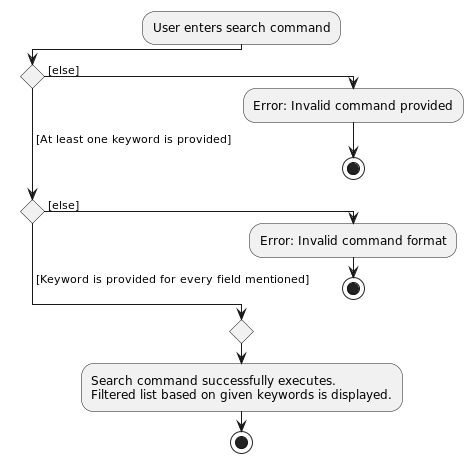 User enters search command
[else]
Error: Invalid command provided
[At least one keyword is provided]
[else]
Error: Invalid command format
[Keyword is provided for every field mentioned]
Search command successfully executes.
Filtered list based on given keywords is displayed.